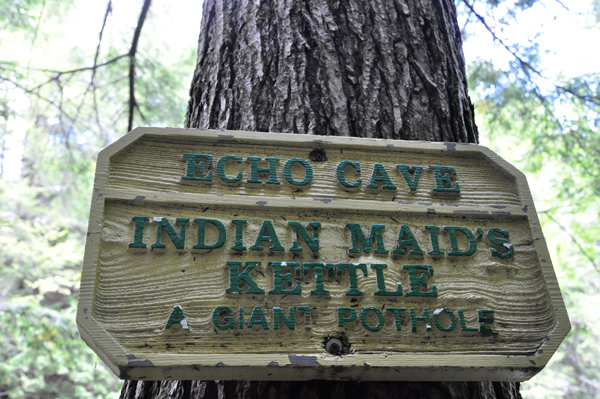 ECHO CAVE
INDIAN MAID'S
KETTLE
A GIANT POTHOLE